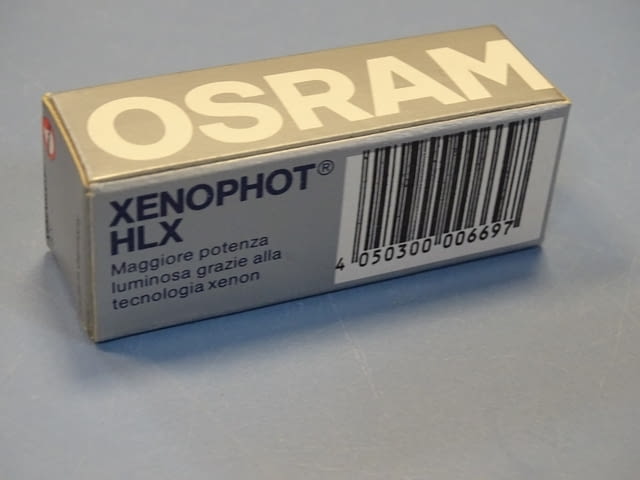 OSRAM
XENOPHOT®
HLX
Maggiore potenza
luminosa grazie alla
tecnologia xenon
4 050300 006697